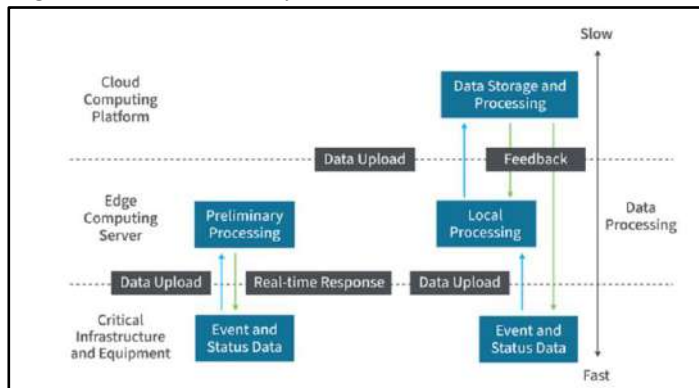 Slow
Cloud
Computing
Platform
Data Storage and
Processing
Data Upload
Feedback
Edge
Computing
Server
Preliminary
Processing
Local
Processing
Data
Processing
Data Upload
Real-time Response
Data Upload
Critical
Infrastructure
and Equipment
Event and
Status Data
Event and
Status Data
Fast